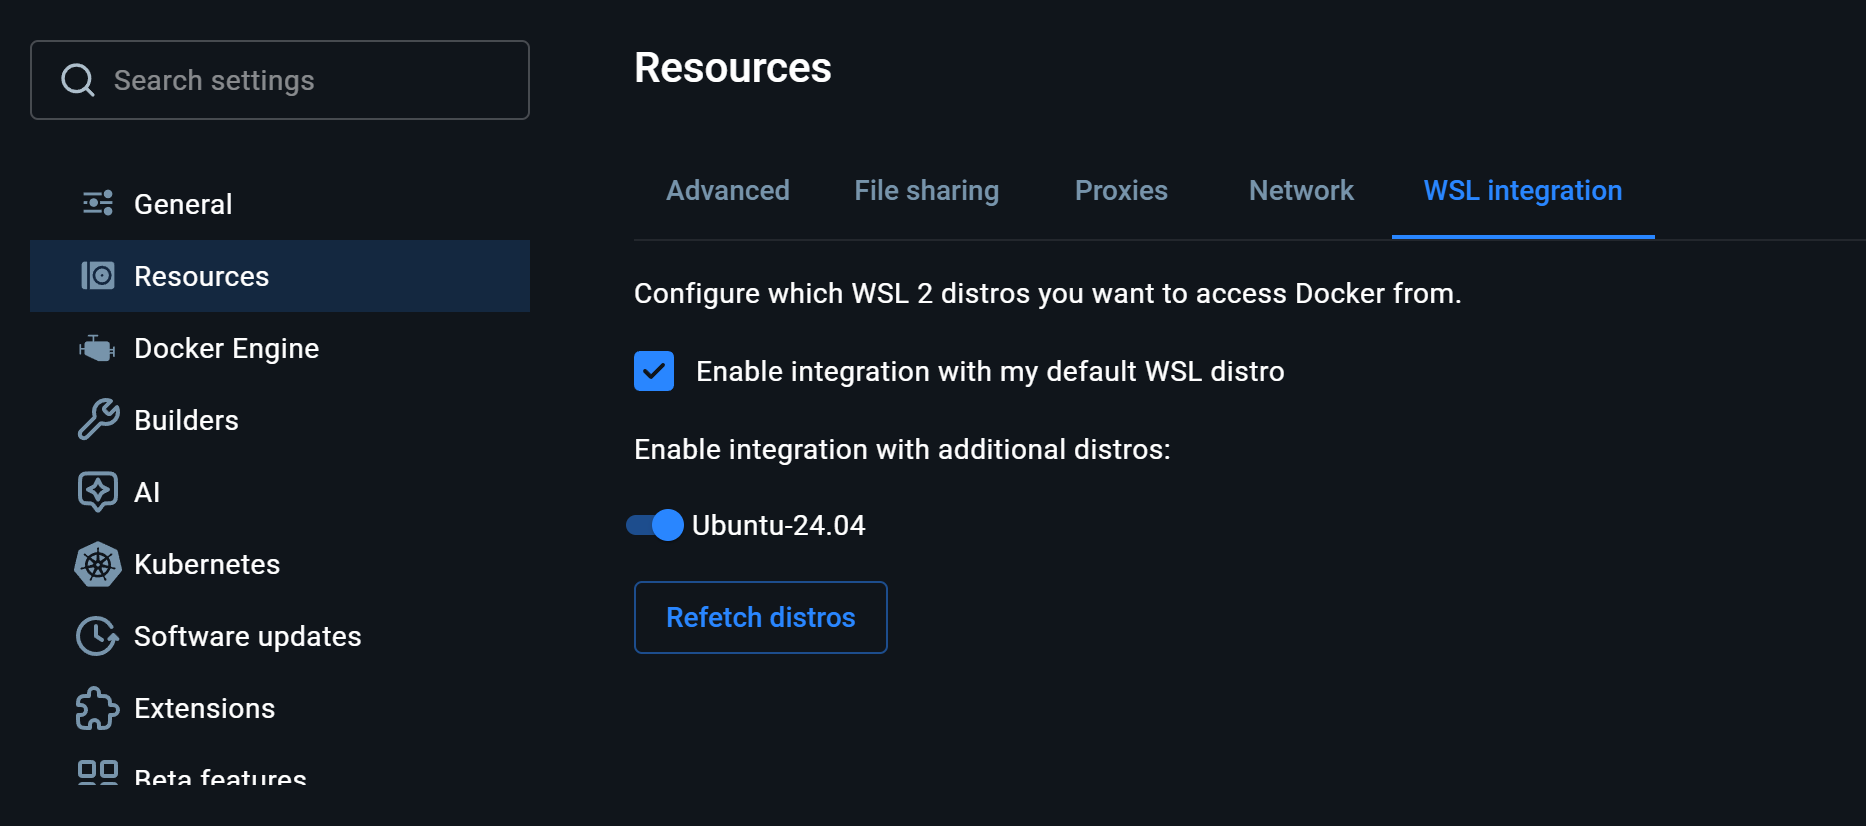 Search settings
General
Resources
Docker Engine
Builders
AI
Kubernetes
Software updates
Extensions
Beta features
Resources
Advanced File sharing Proxies Network WSL integration
Configure which WSL 2 distros you want to access Docker from.
Enable integration with my default WSL distro
Enable integration with additional distros:
Ubuntu-24.04
Refetch distros